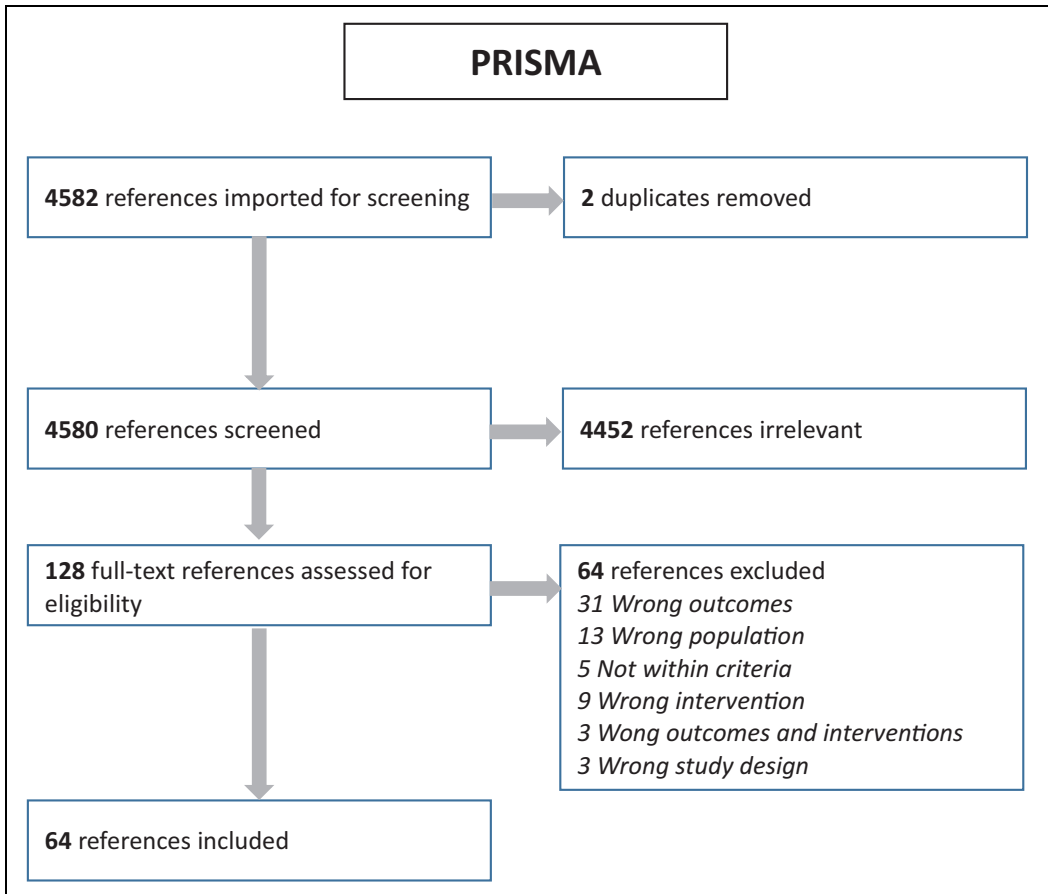 PRISMA
4582 references imported for screening
2 duplicates removed
4580 references screened
4452 references irrelevant
128 full-text references assessed for
eligibility
64 references excluded
31 Wrong outcomes
13 Wrong population
5 Not within criteria
9 Wrong intervention
3 Wong outcomes and interventions
3 Wrong study design
64 references included